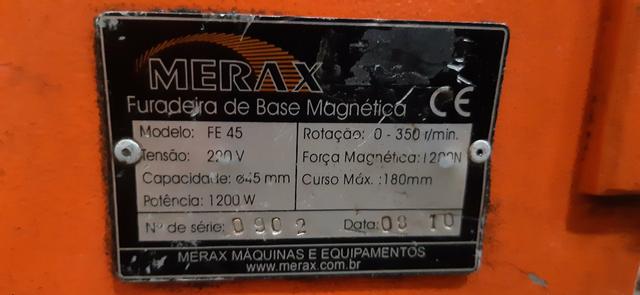 MERAX
Furadeira de Base Magnética CE
Modelo: FE 45
Tensão: 220 V
Capacidade: ø45 mm
Potência: 1200 W
Rotação: 0 - 350 r/min.
Força Magnética: 1200N
Curso Máx. :180mm
Nº de série: 0902 Data: 08 10
MERAX MÁQUINAS E EQUIPAMENTOS
www.merax.com.br